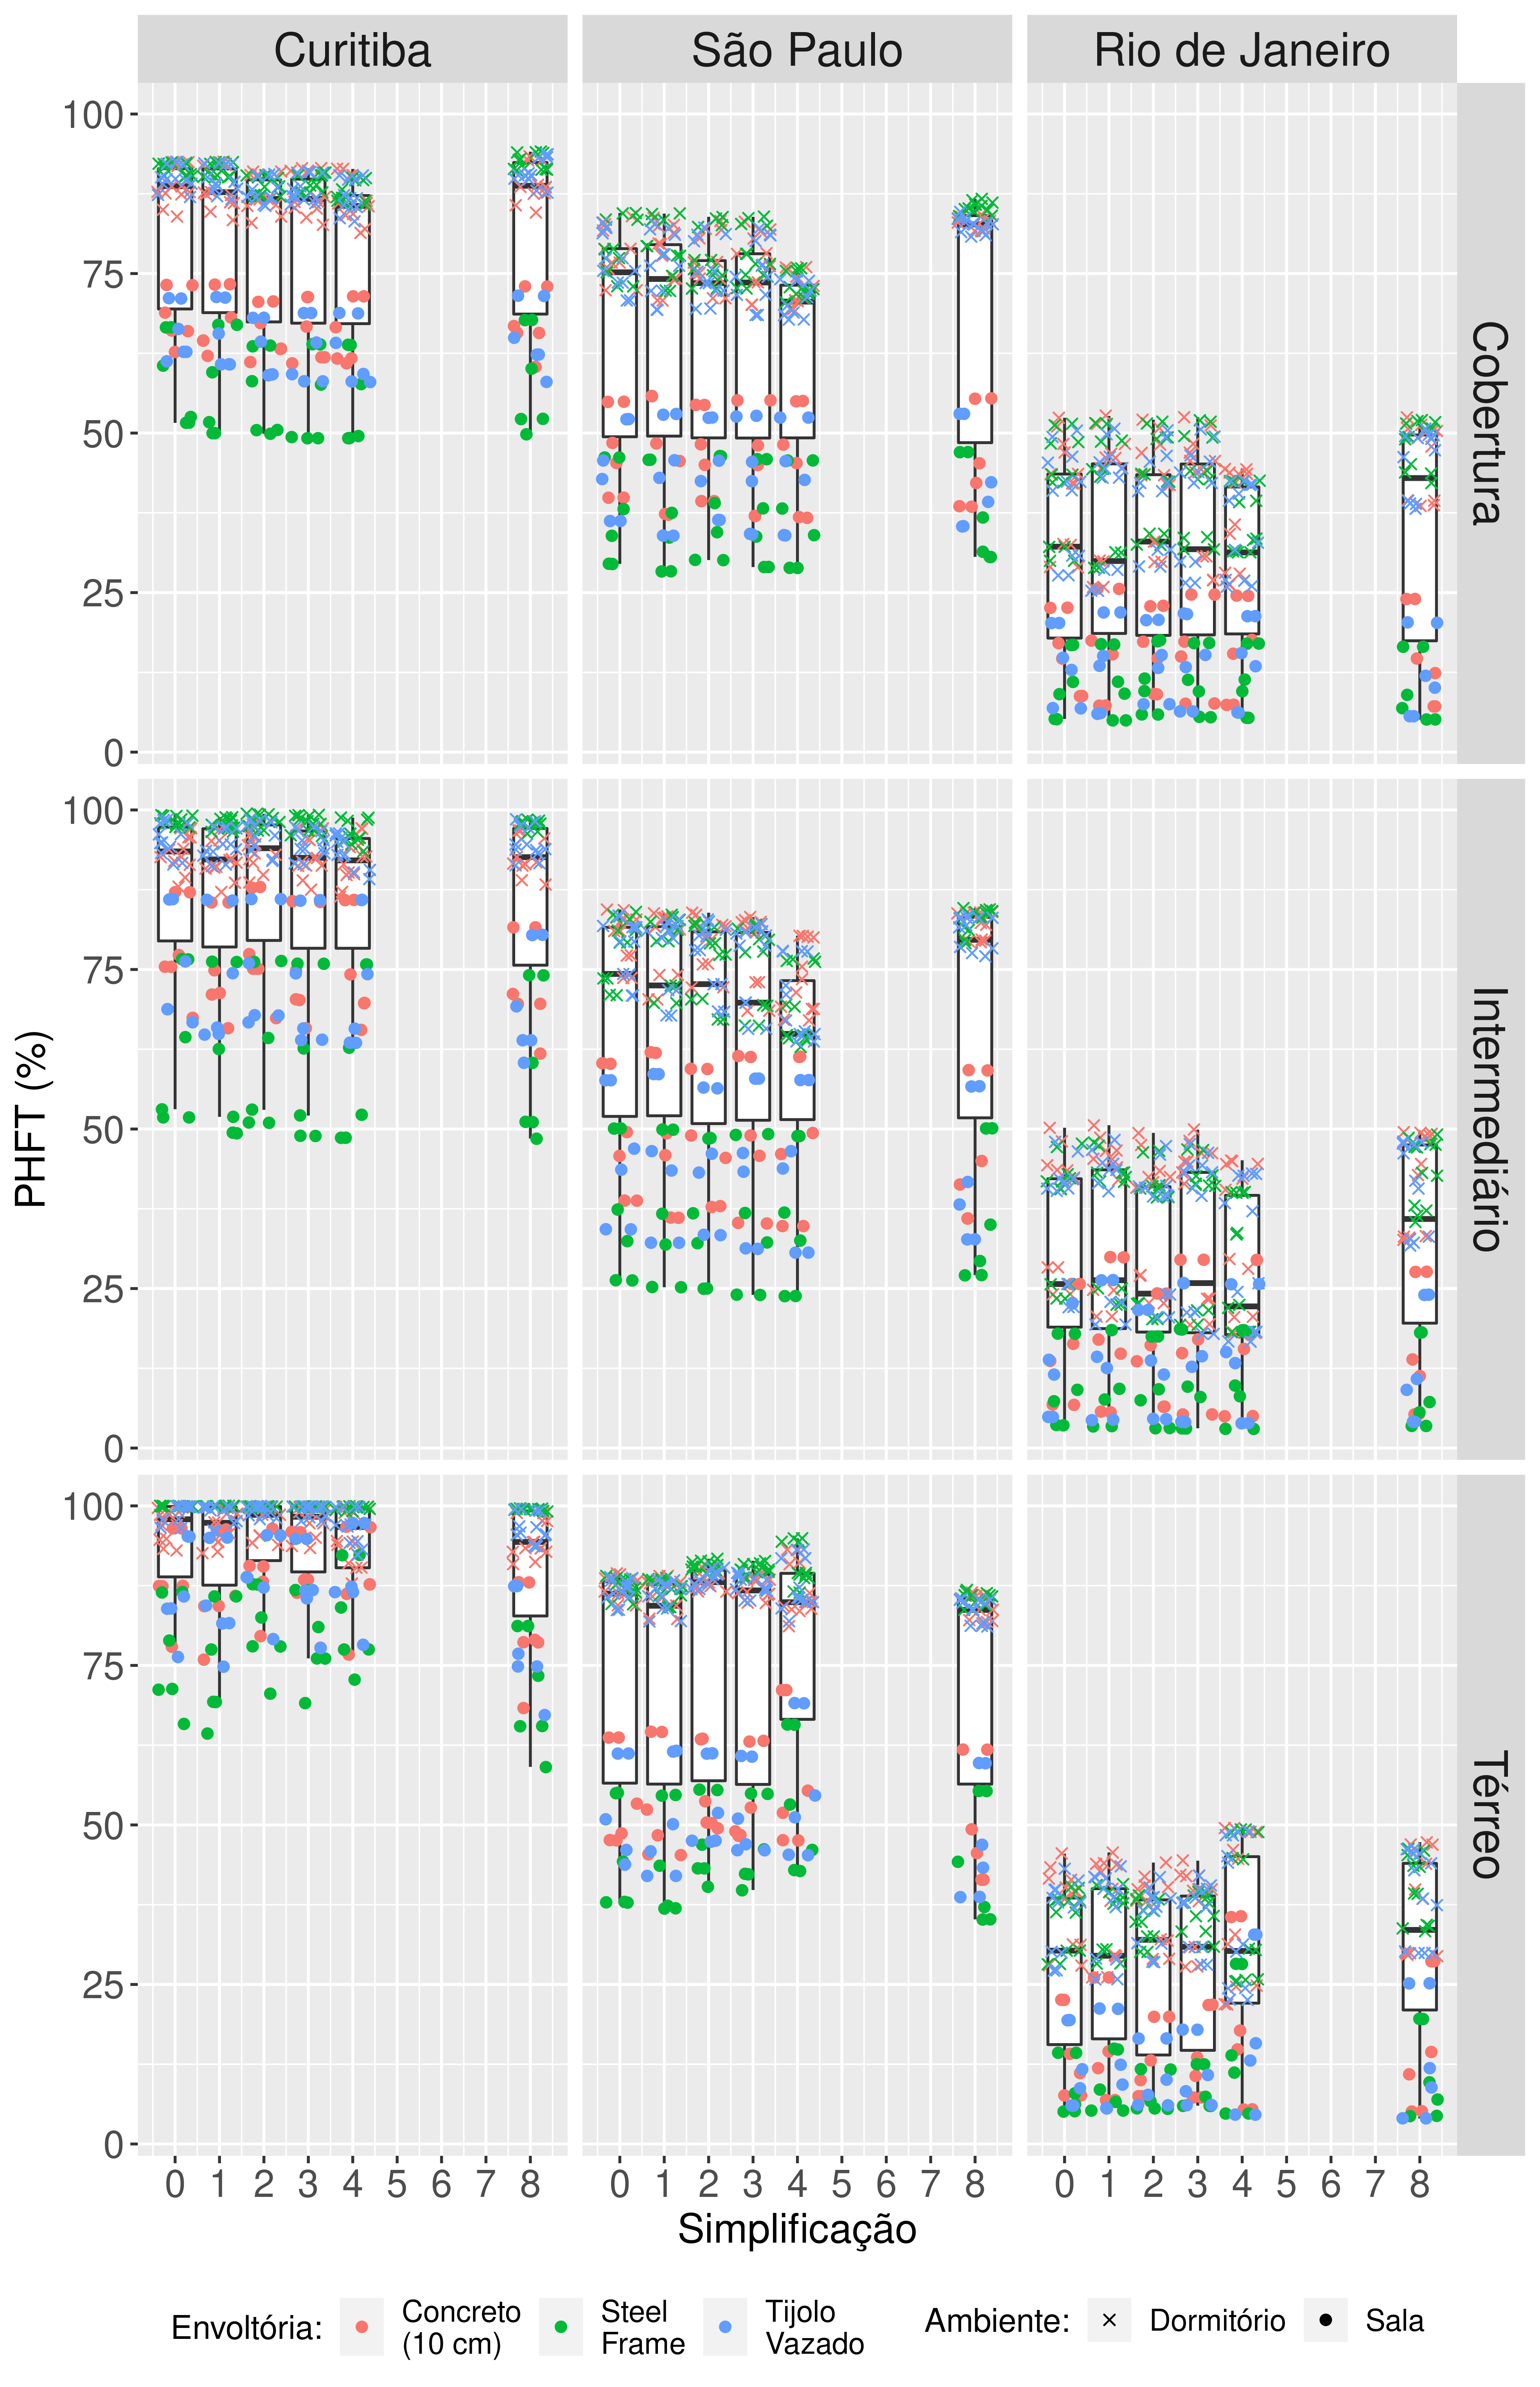 Curitiba
São Paulo
Rio de Janeiro
100
75
50
25
0
Cobertura
100
75
50
25
0
Intermediário
PHFT (%)
100
75
50
25
0
Térreo
0 1 2 3 4 5 6 7 8
0 1 2 3 4 5 6 7 8
0 1 2 3 4 5 6 7 8
Simplificação
Envoltória:
Concreto
(10 cm)
Steel
Frame
Tijolo
Vazado
Ambiente:
Dormitório
Sala